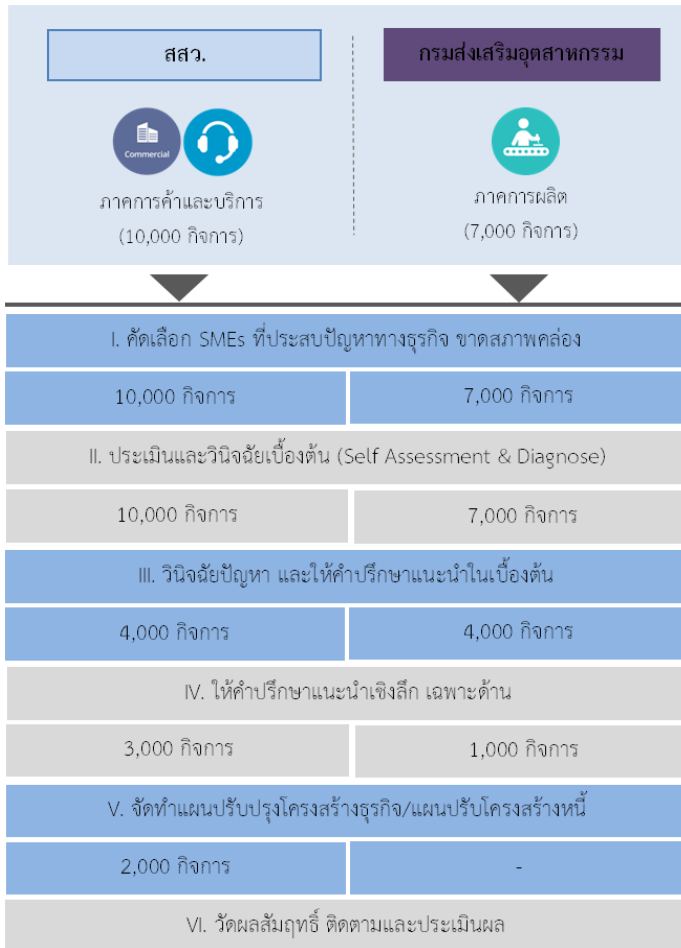 สสว.
กรมส่งเสริมอุตสาหกรรม
Commercial
ภาคการค้าและบริการ
(10,000 กิจการ)
ภาคการผลิต
(7,000 กิจการ)
I. คัดเลือก SMEs ที่ประสบปัญหาทางธุรกิจ ขาดสภาพคล่อง
10,000 กิจการ
7,000 กิจการ
II. ประเมินและวินิจฉัยเบื้องต้น (Self Assessment & Diagnose)
10,000 กิจการ
7,000 กิจการ
III. วินิจฉัยปัญหา และให้คำปรึกษาแนะนำในเบื้องต้น
4,000 กิจการ
4,000 กิจการ
IV. ให้คำปรึกษาแนะนำเชิงลึก เฉพาะด้าน
3,000 กิจการ
1,000 กิจการ
V. จัดทำแผนปรับปรุงโครงสร้างธุรกิจ/แผนปรับโครงสร้างหนี้
2,000 กิจการ
-
VI. วัดผลสัมฤทธิ์ ติดตามและประเมินผล